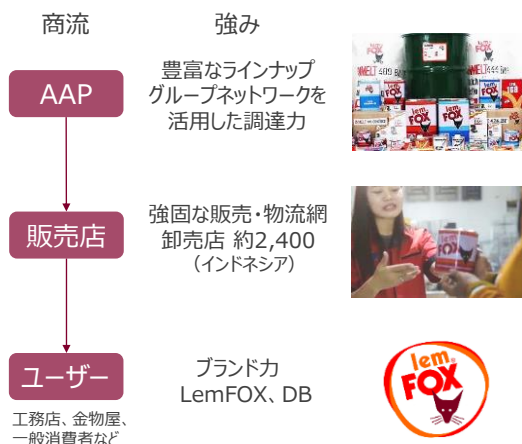 商流
強み
AAP
豊富なラインナップ
グループネットワークを
活用した調達力
lem
FOX
販売店
強固な販売・物流網
卸売店 約2,400
（インドネシア）
FOX
ユーザー
ブランド力
LemFOX、DB
lem
FOX
工務店、金物屋、
一般消費者など